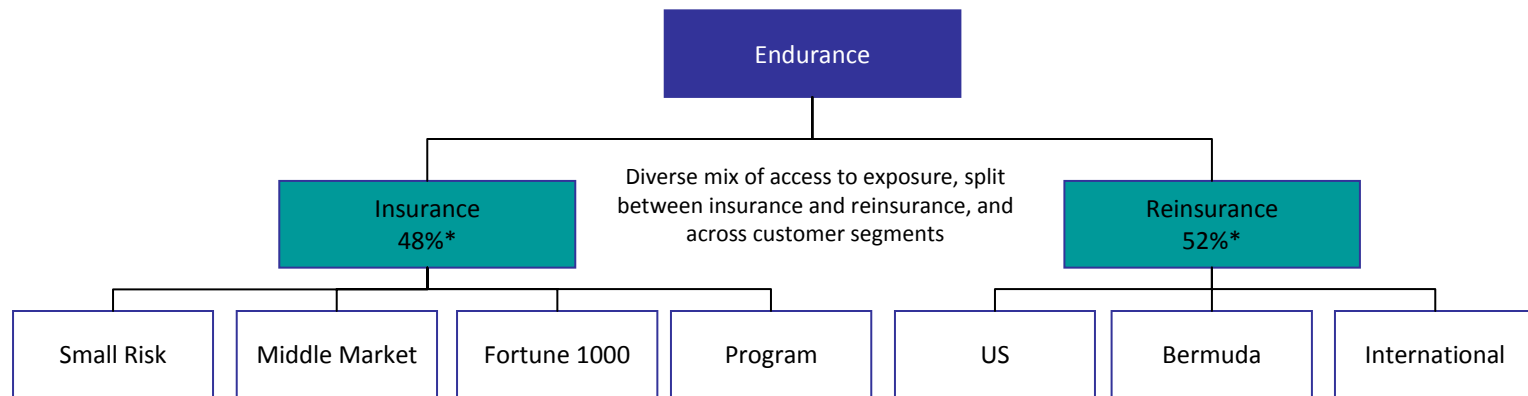 Endurance
Diverse mix of access to exposure, split
between insurance and reinsurance, and
across customer segments
Insurance
48%*
Reinsurance
52%*
Small Risk
Middle Market
Fortune 1000
Program
US
Bermuda
International